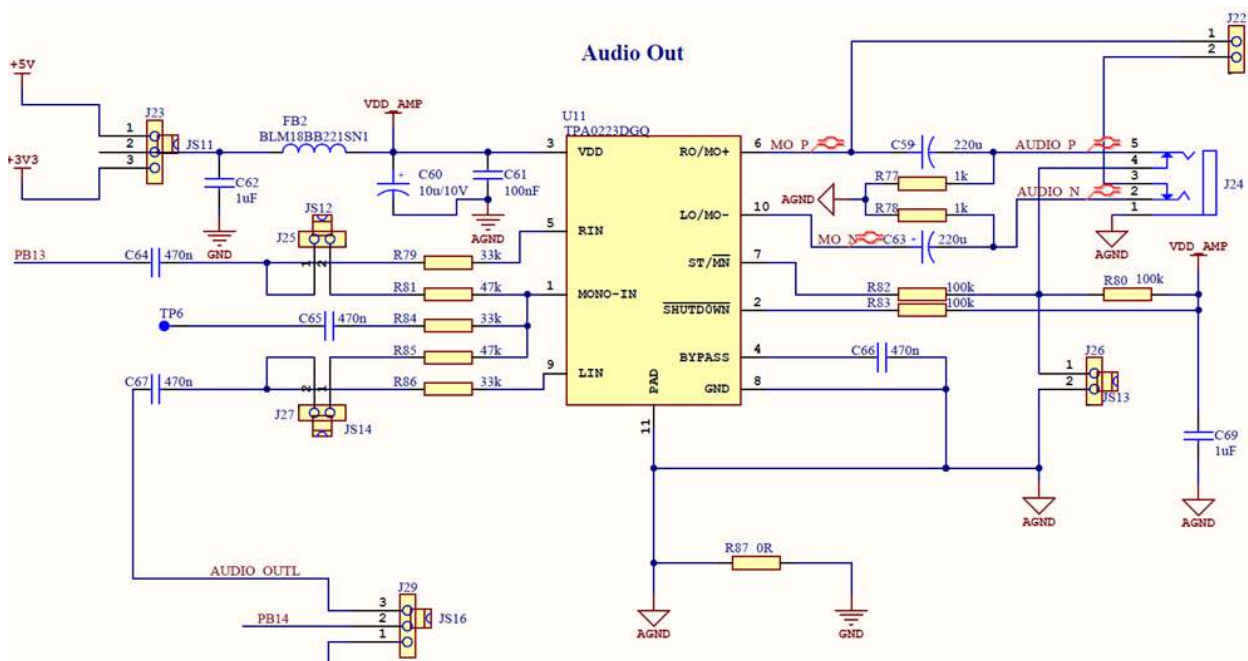 Audio Out
J22
1
2
+5V
J23
1
2
3
JS11
+3V3
FB2
BLM18BB221SN1
VDD_AMP
C62
1uF
GND
C60
10u/10V
C61
100nF
AGND
U11
TPA0223DGQ
3 VDD
5 RIN
1 MONO-IN
9 LIN
PAD
11
RO/MO+ 6
LO/MO- 10
ST/MN 7
SHUTDOWN 2
BYPASS 4
GND 8
MO_P
C59 220u
AUDIO_P
R77 1k
AGND
R78 1k
AUDIO_N
C63 220u
5
4
3
2
1
J24
AGND
JS12
J25
1
2
PB13
C64 470n
R79 33k
R81 47k
TP6
C65 470n
R84 33k
R85 47k
C67 470n
R86 33k
2
1
J27
JS14
R82 100k
R83 100k
R80 100k
VDD_AMP
C66 470n
J26
1
2
JS13
C69
1uF
AGND
AGND
R87 0R
AGND
GND
AUDIO_OUTL
J29
3
PB14
2
1
JS16